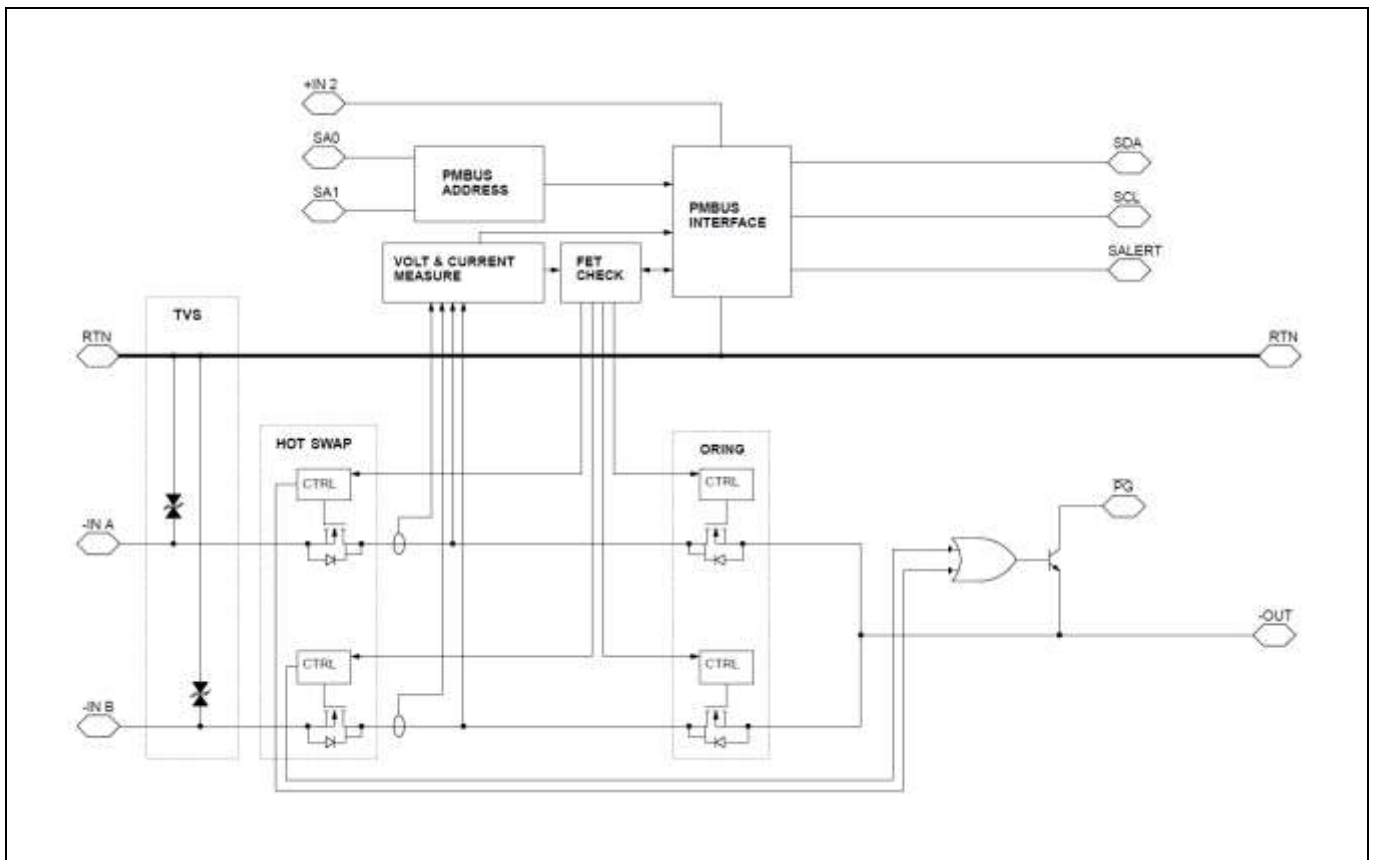 +IN 2
SA0
SA1
PMBUS
ADDRESS
PMBUS
INTERFACE
SDA
SCL
SALERT
VOLT & CURRENT
MEASURE
FET
CHECK
TVS
RTN
RTN
HOT SWAP
ORING
CTRL
CTRL
PG
-IN A
-OUT
CTRL
CTRL
-IN B